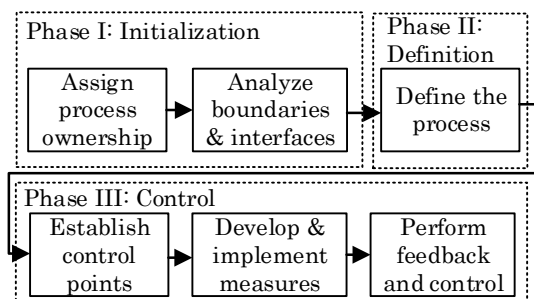 Phase I: Initialization
Assign
process
ownership
Analyze
boundaries
& interfaces
Phase II:
Definition
Define the
process
Phase III: Control
Establish
control
points
Develop &
implement
measures
Perform
feedback
and control